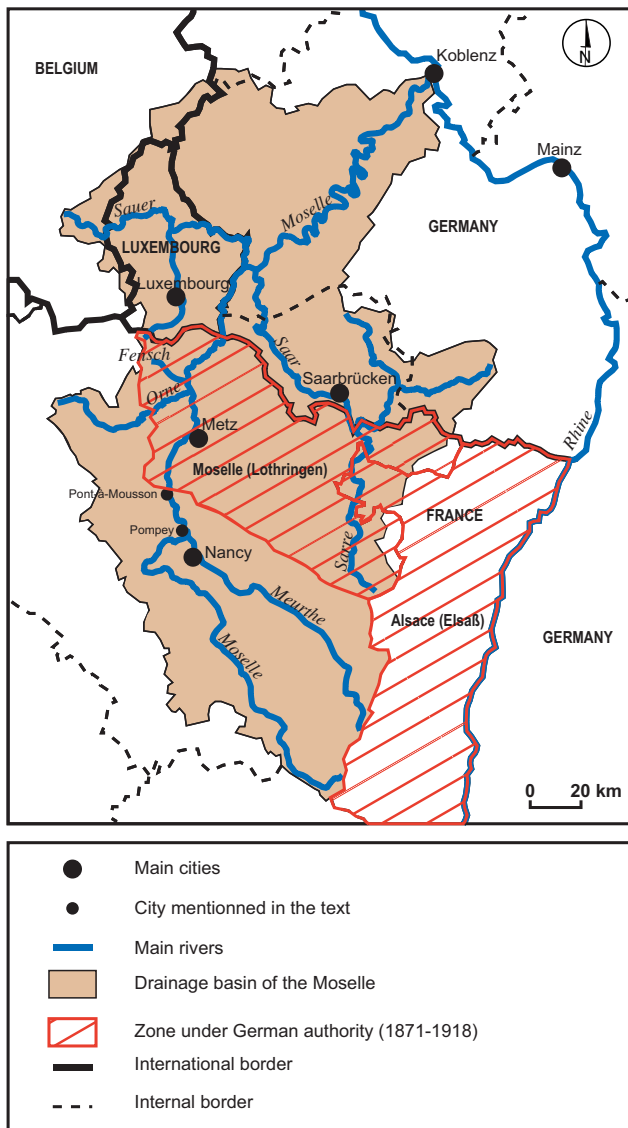 Koblenz
N
BELGIUM
Mainz
Sauer
Moselle
GERMANY
LUXEMBOURG
Luxembourg
Fensch
Saar
Saarbrücken
Orne
Metz
Rhine
Moselle (Lothringen)
Pont-à-Mousson
FRANCE
Pompey
Nancy
Sarre
Meurthe
Alsace (Elsaß)
GERMANY
Moselle
0 20 km
Main cities
City mentionned in the text
Main rivers
Drainage basin of the Moselle
Zone under German authority (1871-1918)
International border
Internal border